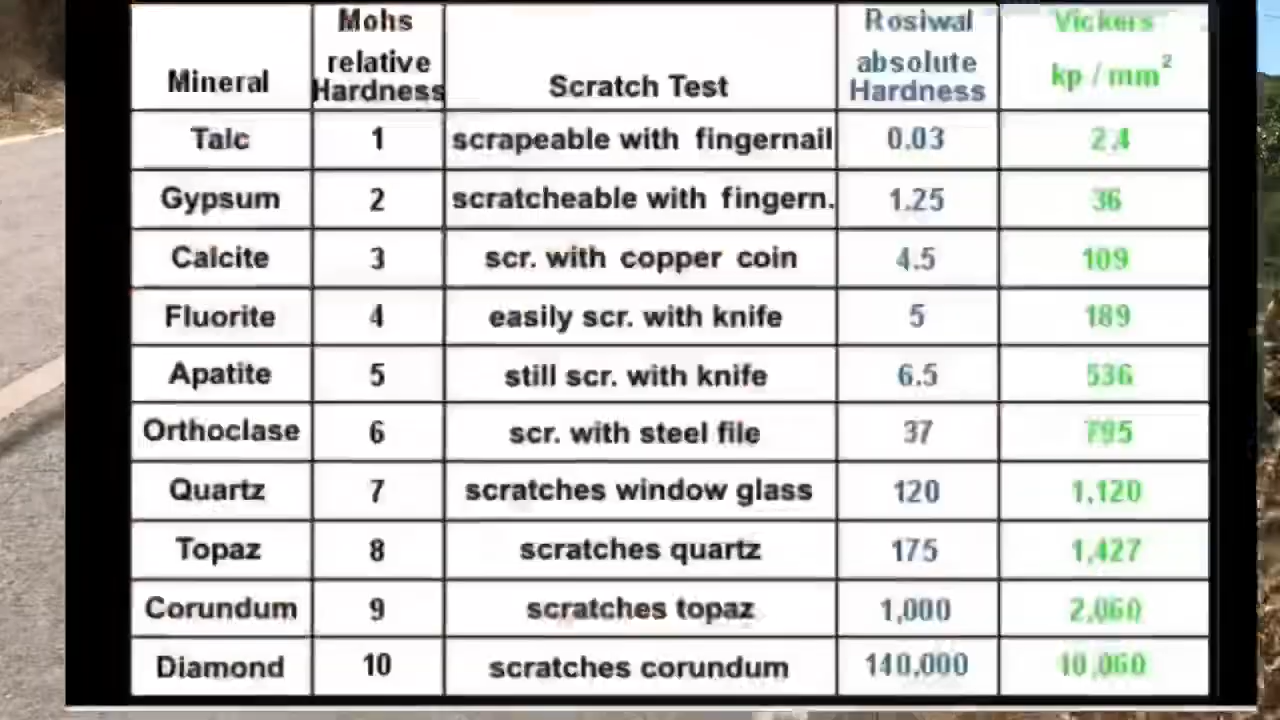 Mineral Mohs relative Hardness Scratch Test Rosiwal absolute Hardness Vickers kp / mm²
Talc 1 scrapeable with fingernail 0.03 2,4
Gypsum 2 scratcheable with fingern. 1.25 36
Calcite 3 scr. with copper coin 4.5 109
Fluorite 4 easily scr. with knife 5 189
Apatite 5 still scr. with knife 6.5 536
Orthoclase 6 scr. with steel file 37 795
Quartz 7 scratches window glass 120 1,120
Topaz 8 scratches quartz 175 1,427
Corundum 9 scratches topaz 1,000 2,060
Diamond 10 scratches corundum 140,000 10,060